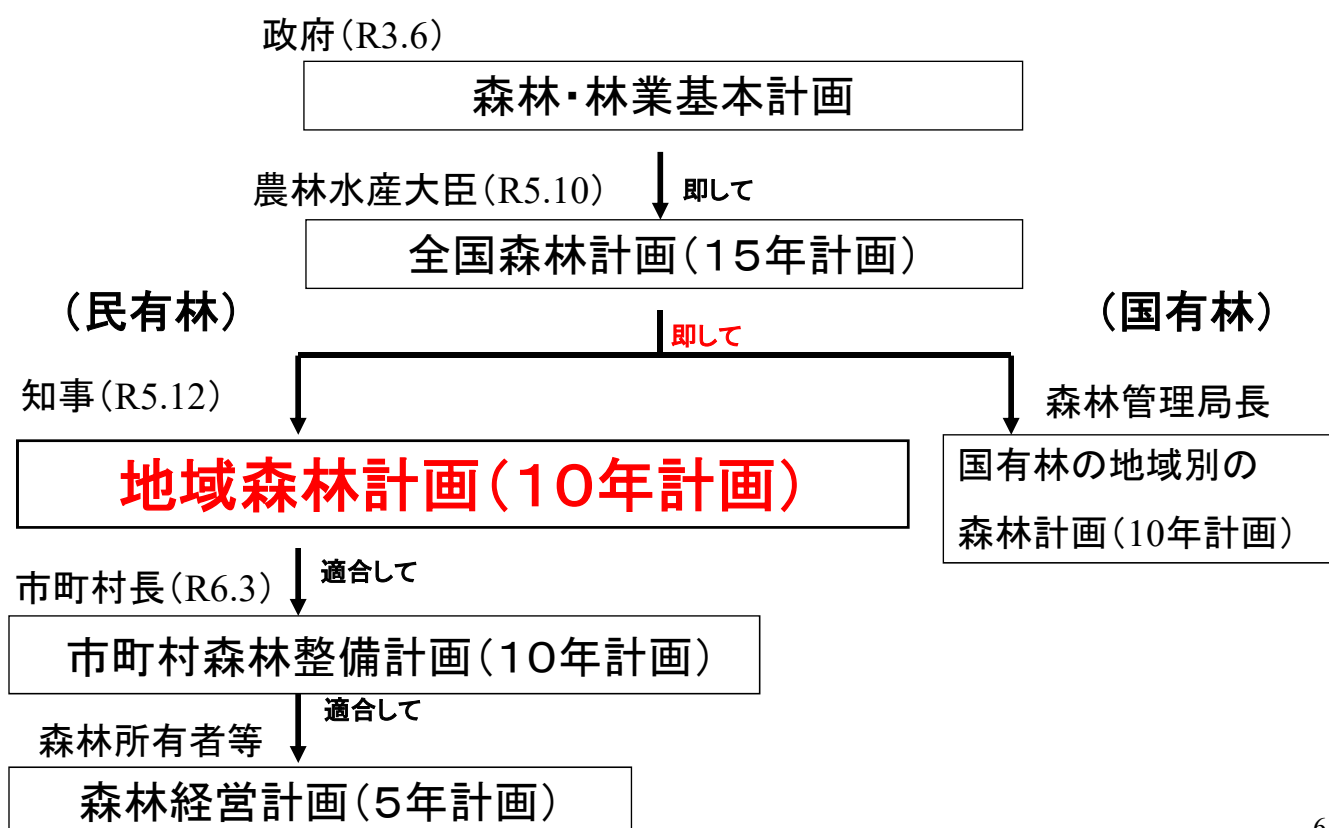 政府(R3.6)
森林・林業基本計画
農林水産大臣(R5.10)
即して
全国森林計画(15年計画)
(民有林)
(国有林)
即して
知事(R5.12)
森林管理局長
地域森林計画(10年計画)
国有林の地域別の
森林計画(10年計画)
市町村長(R6.3)
適合して
市町村森林整備計画(10年計画)
適合して
森林所有者等
森林経営計画(5年計画)
6